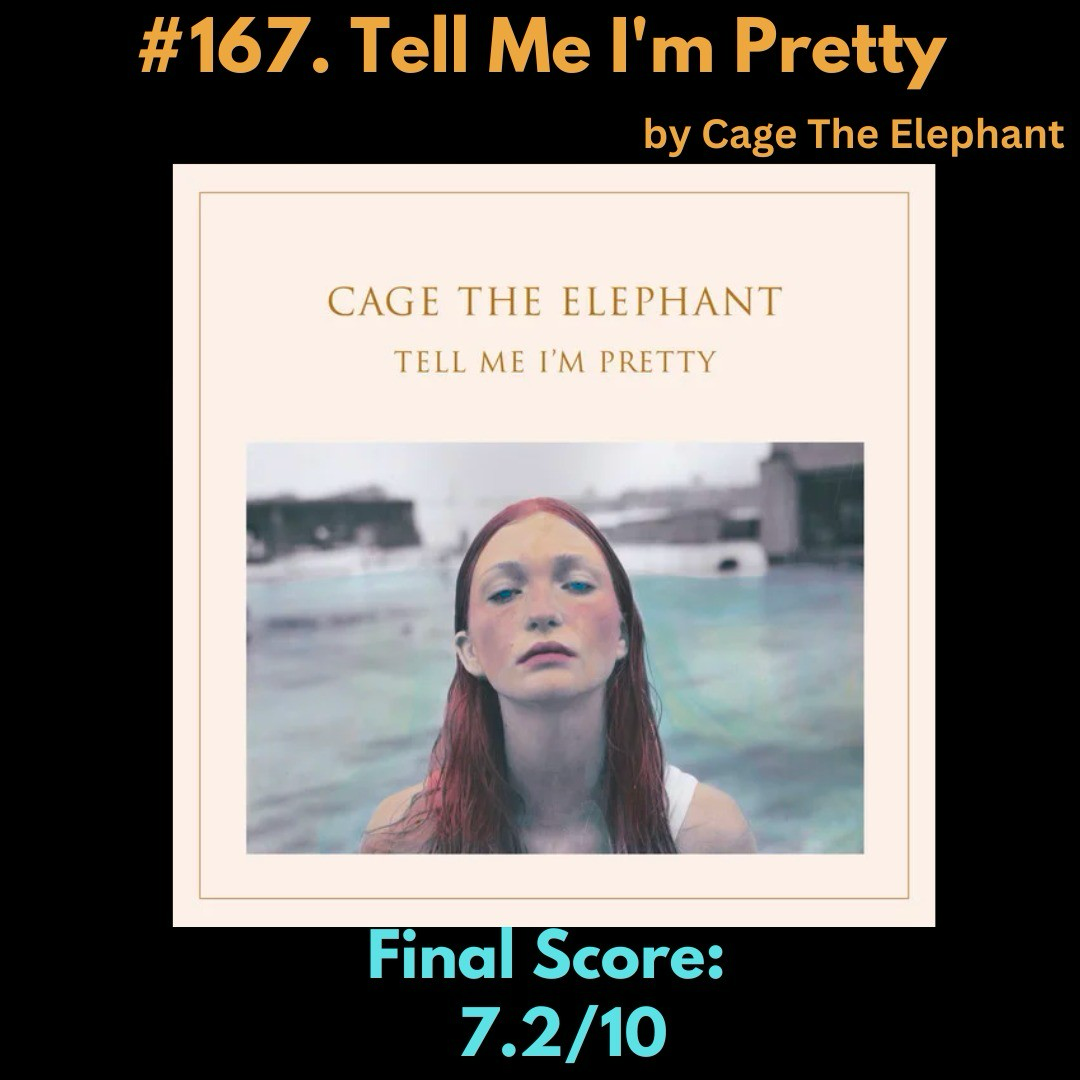 #167. Tell Me I'm Pretty
by Cage The Elephant
CAGE THE ELEPHANT
TELL ME I'M PRETTY
Final Score:
7.2/10